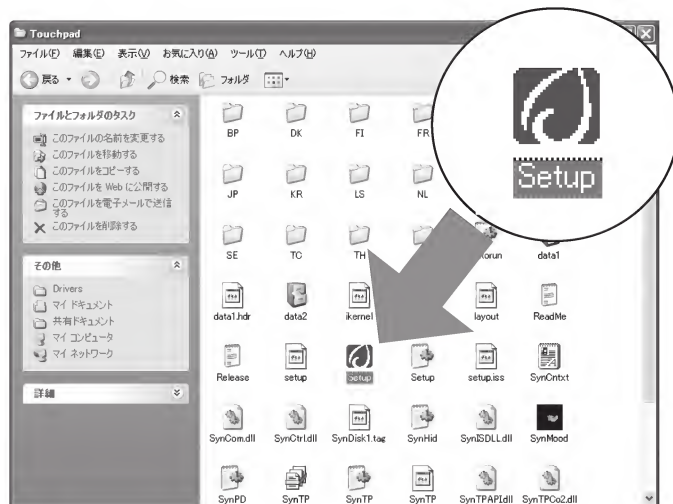 Touchpad
ファイル(F) 編集(E) 表示(V) お気に入り(A) ツール(T) ヘルプ(H)
戻る 検索 フォルダ
ファイルとフォルダのタスク
このファイルの名前を変更する
このファイルを移動する
このファイルをコピーする
このファイルを Web に公開する
このファイルを電子メールで送信
する
このファイルを削除する
その他
Drivers
マイ ドキュメント
共有ドキュメント
マイ コンピュータ
マイ ネットワーク
詳細
BP DK FI FR
JP KR LS NL
SE TC TH data1
data1.hdr data2 ikernel layout ReadMe
Release setup Setup Setup setup.iss SynCntxt
SynCom.dll SynCtrl.dll SynDisk1.tag SynHid SynISDLL.dll SynMood
SynPD SynTP SynTP SynTP SynTPAPI.dll SynTPCo2.dll
Setup